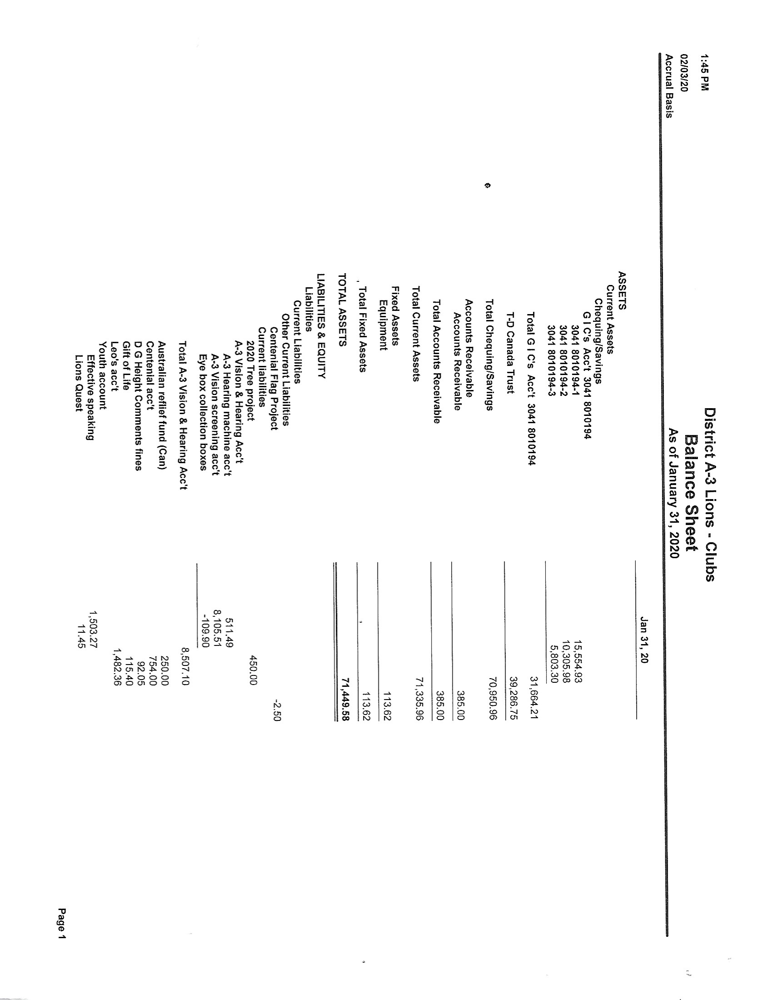 1:45 PM
02/03/20
Accrual Basis
District A-3 Lions - Clubs
Balance Sheet
As of January 31, 2020
Jan 31, 20
ASSETS
Current Assets
Chequing/Savings
G I C's Acc't 3041 8010194
3041 8010194-1 15,554.93
3041 8010194-2 10,305.98
3041 8010194-3 5,803.30
Total G I C's Acc't 3041 8010194 31,664.21
T-D Canada Trust 39,286.75
Total Chequing/Savings 70,950.96
Accounts Receivable
Accounts Receivable 385.00
Total Accounts Receivable 385.00
Total Current Assets 71,335.96
Fixed Assets
Equipment 113.62
Total Fixed Assets 113.62
TOTAL ASSETS 71,449.58
LIABILITIES & EQUITY
Liabilities
Current Liabilities
Other Current Liabilities
Centenial Flag Project -2.50
Current liabilities
2020 Tree project 450.00
A-3 Vision & Hearing Acc't
A-3 Hearing machine acc't 511.49
A-3 Vision screening acc't 8,105.51
Eye box collection boxes -109.90
Total A-3 Vision & Hearing Acc't 8,507.10
Australian reflief fund (Can) 250.00
Centenial acc't 754.00
D G Height Comments fines 92.05
Gift of Life 115.40
Leo's acc't 1,482.36
Youth account
Effective speaking 1,503.27
Lions Quest 11.45
Page 1